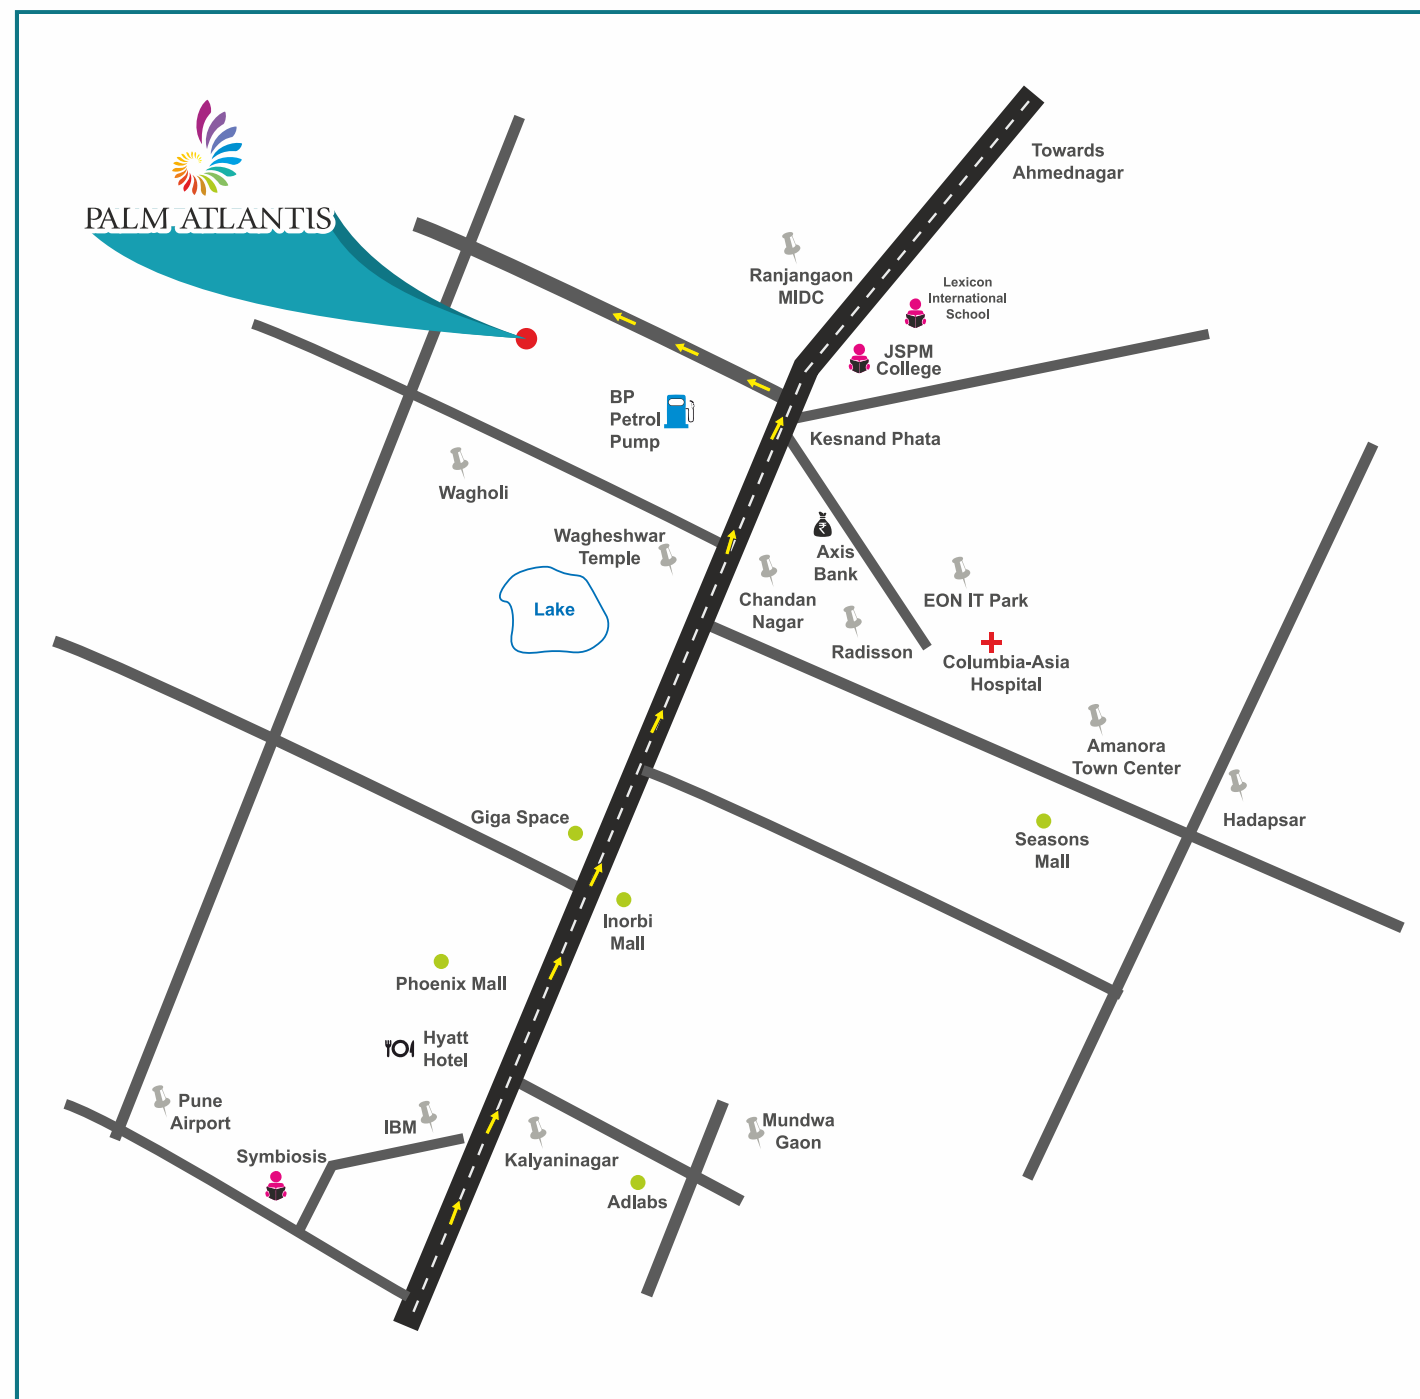 Towards
Ahmednagar
PALM ATLANTIS
Ranjangaon
MIDC
Lexicon
International
School
JSPM
College
BP
Petrol
Pump
Kesnand Phata
Wagholi
Wagheshwar
Temple
Axis
Bank
Lake
Chandan
Nagar
EON IT Park
Radisson
Columbia-Asia
Hospital
Amanora
Town Center
Giga Space
Hadapsar
Seasons
Mall
Inorbi
Mall
Phoenix Mall
Hyatt
Hotel
Pune
Airport
IBM
Mundwa
Gaon
Symbiosis
Kalyaninagar
Adlabs